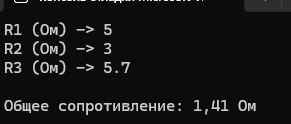 R1 (Ом) -> 5
R2 (Ом) -> 3
R3 (Ом) -> 5.7
Общее сопротивление: 1,41 Ом